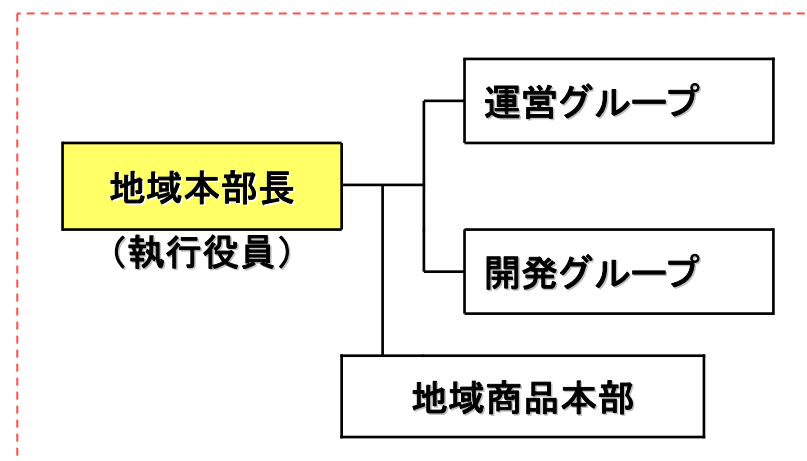 運営グループ
地域本部長
（執行役員）
開発グループ
地域商品本部